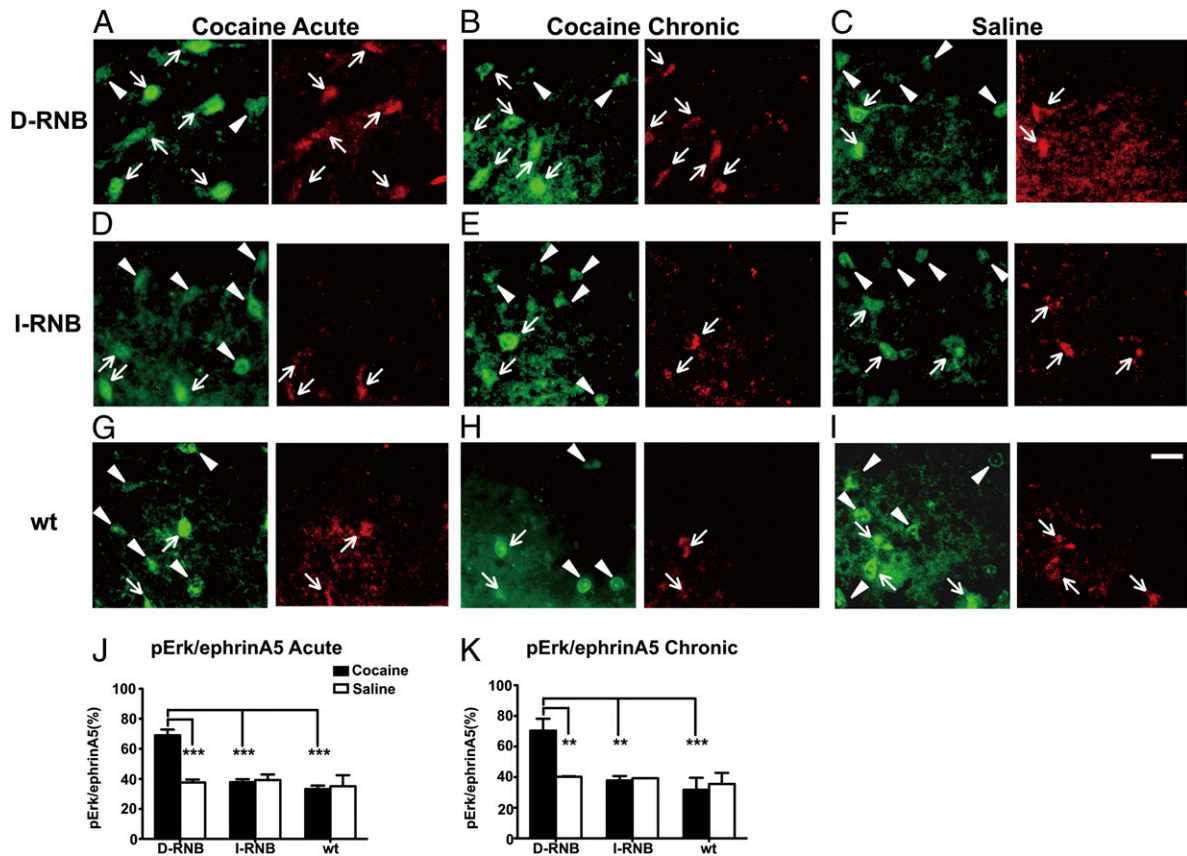 A Cocaine Acute B Cocaine Chronic C Saline
D-RNB
D E F
I-RNB
G H I
wt
J pErk/ephrinA5 Acute
Cocaine
Saline
pErk/ephrinA5(%)
100
80
60
40
20
0
*** *** ***
D-RNB I-RNB wt
K pErk/ephrinA5 Chronic
pErk/ephrinA5(%)
100
80
60
40
20
0
** ** ***
D-RNB I-RNB wt